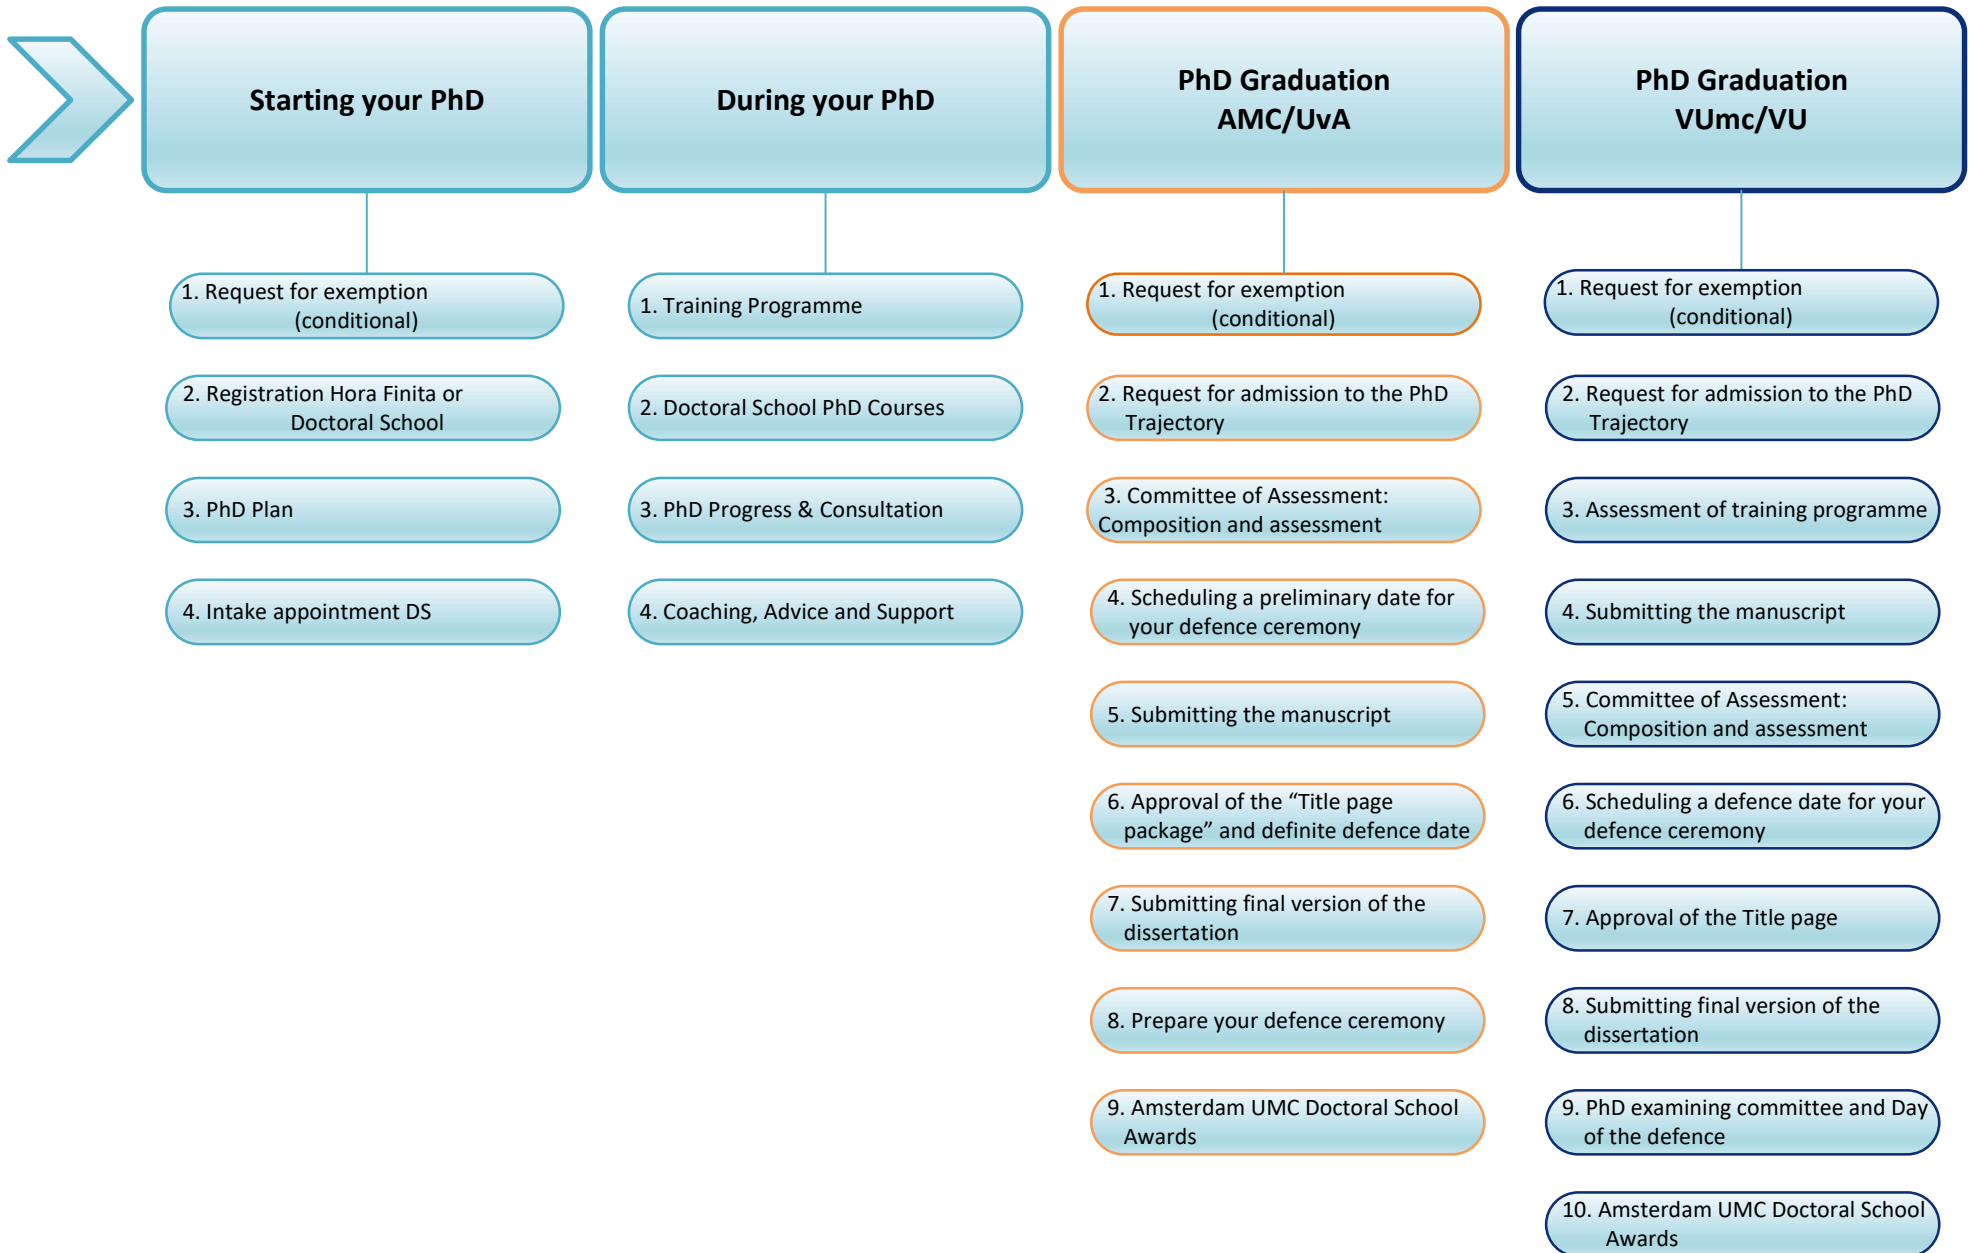 Starting your PhD
1. Request for exemption
(conditional)
2. Registration Hora Finita or
Doctoral School
3. PhD Plan
4. Intake appointment DS
During your PhD
1. Training Programme
2. Doctoral School PhD Courses
3. PhD Progress & Consultation
4. Coaching, Advice and Support
PhD Graduation
AMC/UvA
1. Request for exemption
(conditional)
2. Request for admission to the PhD
Trajectory
3. Committee of Assessment:
Composition and assessment
4. Scheduling a preliminary date for
your defence ceremony
5. Submitting the manuscript
6. Approval of the “Title page
package” and definite defence date
7. Submitting final version of the
dissertation
8. Prepare your defence ceremony
9. Amsterdam UMC Doctoral School
Awards
PhD Graduation
VUmc/VU
1. Request for exemption
(conditional)
2. Request for admission to the PhD
Trajectory
3. Assessment of training programme
4. Submitting the manuscript
5. Committee of Assessment:
Composition and assessment
6. Scheduling a defence date for your
defence ceremony
7. Approval of the Title page
8. Submitting final version of the
dissertation
9. PhD examining committee and Day
of the defence
10. Amsterdam UMC Doctoral School
Awards